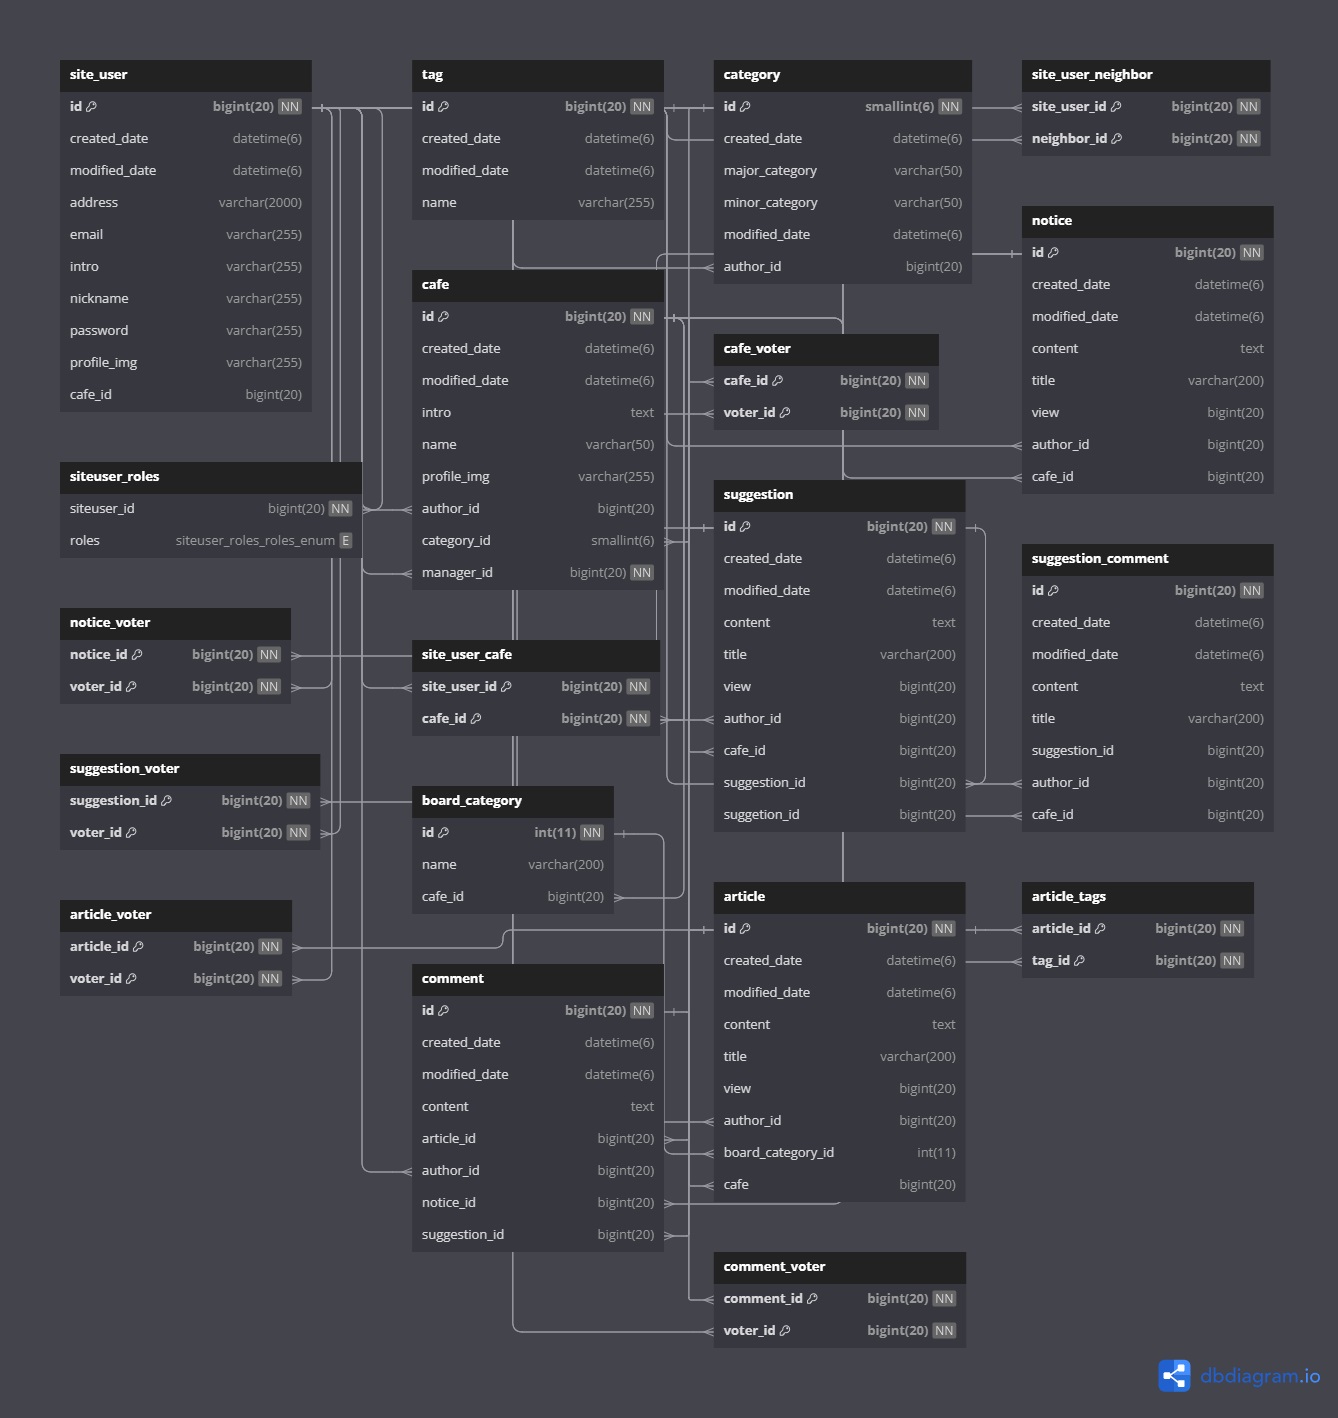 site_user
id bigint(20) NN
created_date datetime(6)
modified_date datetime(6)
address varchar(2000)
email varchar(255)
intro varchar(255)
nickname varchar(255)
password varchar(255)
profile_img varchar(255)
cafe_id bigint(20)
siteuser_roles
siteuser_id bigint(20) NN
roles siteuser_roles_roles_enum E
notice_voter
notice_id bigint(20) NN
voter_id bigint(20) NN
suggestion_voter
suggestion_id bigint(20) NN
voter_id bigint(20) NN
article_voter
article_id bigint(20) NN
voter_id bigint(20) NN
tag
id bigint(20) NN
created_date datetime(6)
modified_date datetime(6)
name varchar(255)
cafe
id bigint(20) NN
created_date datetime(6)
modified_date datetime(6)
intro text
name varchar(50)
profile_img varchar(255)
author_id bigint(20)
category_id smallint(6)
manager_id bigint(20) NN
site_user_cafe
site_user_id bigint(20) NN
cafe_id bigint(20) NN
board_category
id int(11) NN
name varchar(200)
cafe_id bigint(20)
comment
id bigint(20) NN
created_date datetime(6)
modified_date datetime(6)
content text
article_id bigint(20)
author_id bigint(20)
notice_id bigint(20)
suggestion_id bigint(20)
category
id smallint(6) NN
created_date datetime(6)
major_category varchar(50)
minor_category varchar(50)
modified_date datetime(6)
author_id bigint(20)
cafe_voter
cafe_id bigint(20) NN
voter_id bigint(20) NN
suggestion
id bigint(20) NN
created_date datetime(6)
modified_date datetime(6)
content text
title varchar(200)
view bigint(20)
author_id bigint(20)
cafe_id bigint(20)
suggestion_id bigint(20)
suggetion_id bigint(20)
article
id bigint(20) NN
created_date datetime(6)
modified_date datetime(6)
content text
title varchar(200)
view bigint(20)
author_id bigint(20)
board_category_id int(11)
cafe bigint(20)
comment_voter
comment_id bigint(20) NN
voter_id bigint(20) NN
site_user_neighbor
site_user_id bigint(20) NN
neighbor_id bigint(20) NN
notice
id bigint(20) NN
created_date datetime(6)
modified_date datetime(6)
content text
title varchar(200)
view bigint(20)
author_id bigint(20)
cafe_id bigint(20)
suggestion_comment
id bigint(20) NN
created_date datetime(6)
modified_date datetime(6)
content text
title varchar(200)
suggestion_id bigint(20)
author_id bigint(20)
cafe_id bigint(20)
article_tags
article_id bigint(20) NN
tag_id bigint(20) NN
dbdiagram.io